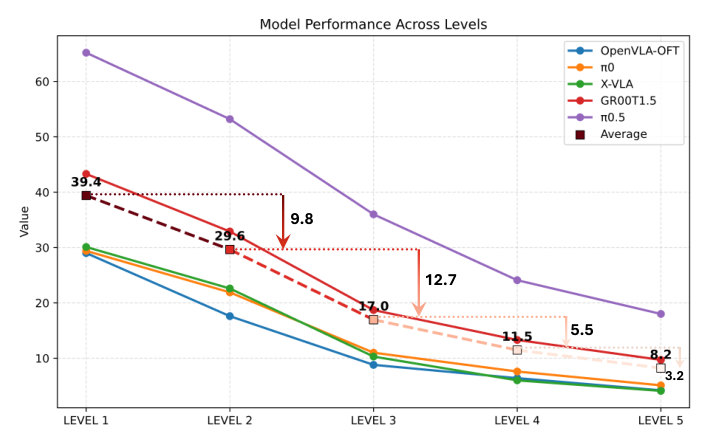 Model Performance Across Levels
OpenVLA-OFT
π0
X-VLA
GR00T1.5
π0.5
Average
Value
60
50
40
30
20
10
39.4
9.8
29.6
12.7
17.0
5.5
11.5
8.2
3.2
LEVEL 1
LEVEL 2
LEVEL 3
LEVEL 4
LEVEL 5